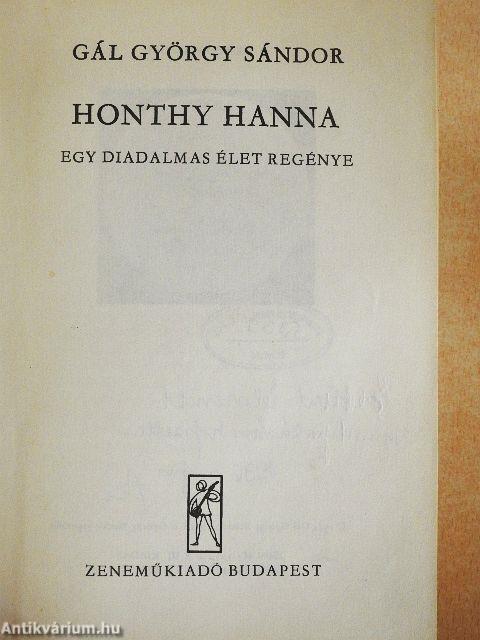 GÁL GYÖRGY SÁNDOR
HONTHY HANNA
EGY DIADALMAS ÉLET REGÉNYE
ZENEMŰKIADÓ BUDAPEST
Antikvárium.hu